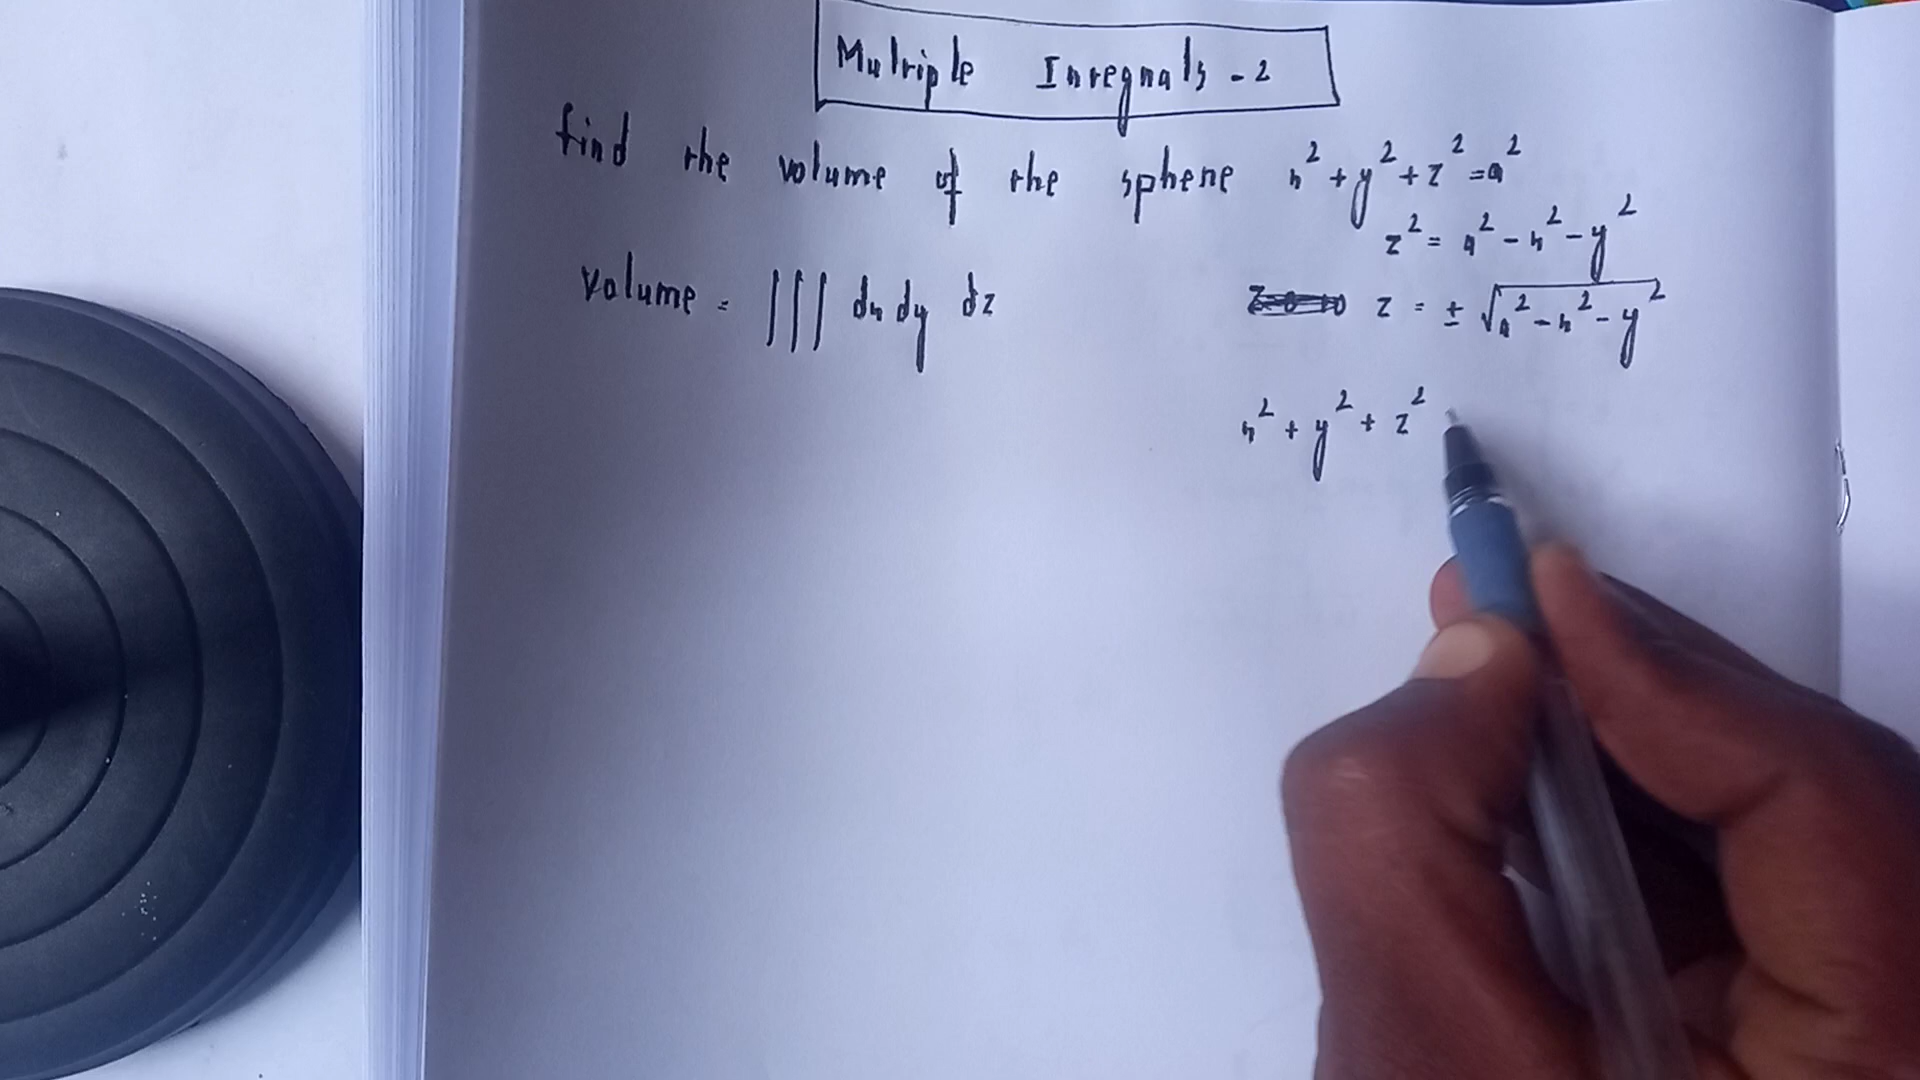 Multiple Integrals - 2
find the volume of the sphere x² + y² + z² = a²
z² = a² - x² - y²
volume = ∫∫∫ dx dy dz
z = ± √a² - x² - y²
x² + y² + z²